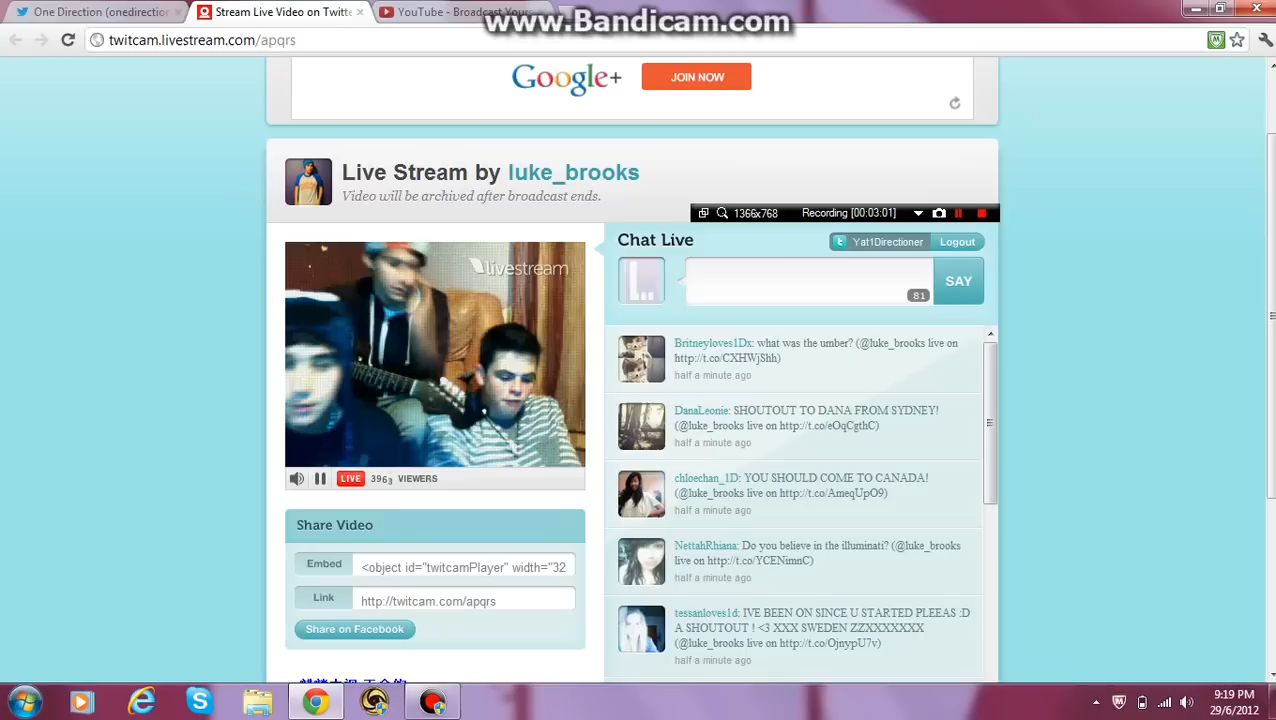 www.Bandicam.com
One Direction (onedirection
Stream Live Video on Twitte
YouTube - Broadcast You
twitcam.livestream.com/apqrs
Google+
JOIN NOW
Live Stream by luke_brooks
Video will be archived after broadcast ends.
1366x768
Recording [00:03:01]
Chat Live
Yat1Directioner
Logout
livestream
81
SAY
Britneyloves1Dx: what was the umber? (@luke_brooks live on
http://t.co/CXHWjShh)
half a minute ago
DanaLeonie: SHOUTOUT TO DANA FROM SYDNEY!
(@luke_brooks live on http://t.co/eOqCgthC)
half a minute ago
chloechan_1D: YOU SHOULD COME TO CANADA!
(@luke_brooks live on http://t.co/AmeqUpO9)
half a minute ago
NettahRhiana: Do you believe in the illuminati? (@luke_brooks
live on http://t.co/YCENimnC)
half a minute ago
tessanloves1d: IVE BEEN ON SINCE U STARTED PLEEAS :D
A SHOUTOUT ! <3 XXX SWEDEN ZZXXXXXXX
(@luke_brooks live on http://t.co/OjnypU7v)
half a minute ago
LIVE
3963 VIEWERS
Share Video
Embed
<object id="twitcamPlayer" width="32
Link
http://twitcam.com/apqrs
Share on Facebook
9:19 PM
29/6/2012